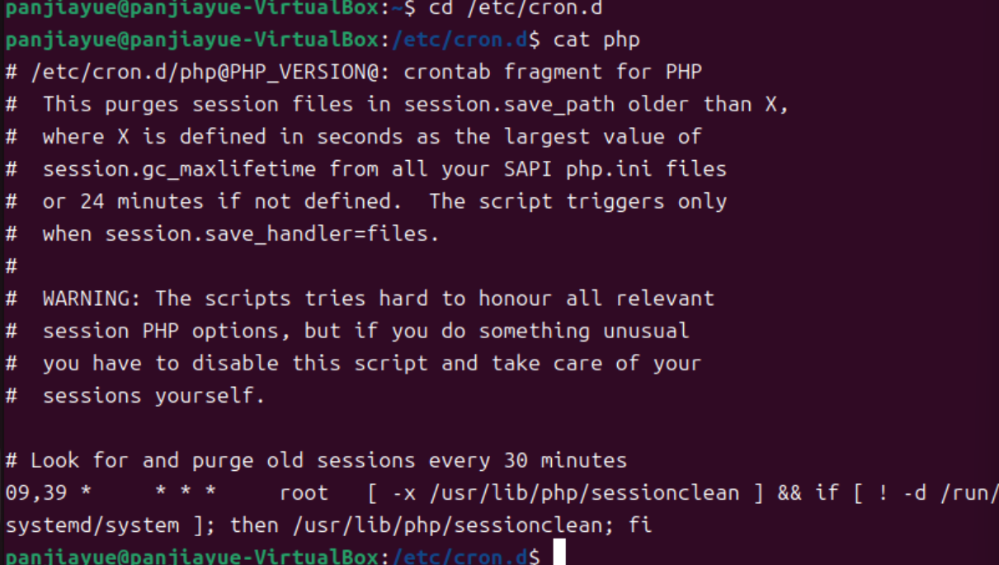 panjiayue@panjiayue-VirtualBox:~$ cd /etc/cron.d
panjiayue@panjiayue-VirtualBox:/etc/cron.d$ cat php
# /etc/cron.d/php@PHP_VERSION@: crontab fragment for PHP
#  This purges session files in session.save_path older than X,
#  where X is defined in seconds as the largest value of
#  session.gc_maxlifetime from all your SAPI php.ini files
#  or 24 minutes if not defined.  The script triggers only
#  when session.save_handler=files.
#
#  WARNING: The scripts tries hard to honour all relevant
#  session PHP options, but if you do something unusual
#  you have to disable this script and take care of your
#  sessions yourself.

# Look for and purge old sessions every 30 minutes
09,39 *     * * *     root   [ -x /usr/lib/php/sessionclean ] && if [ ! -d /run/
systemd/system ]; then /usr/lib/php/sessionclean; fi
panjiayue@panjiayue-VirtualBox:/etc/cron.d$